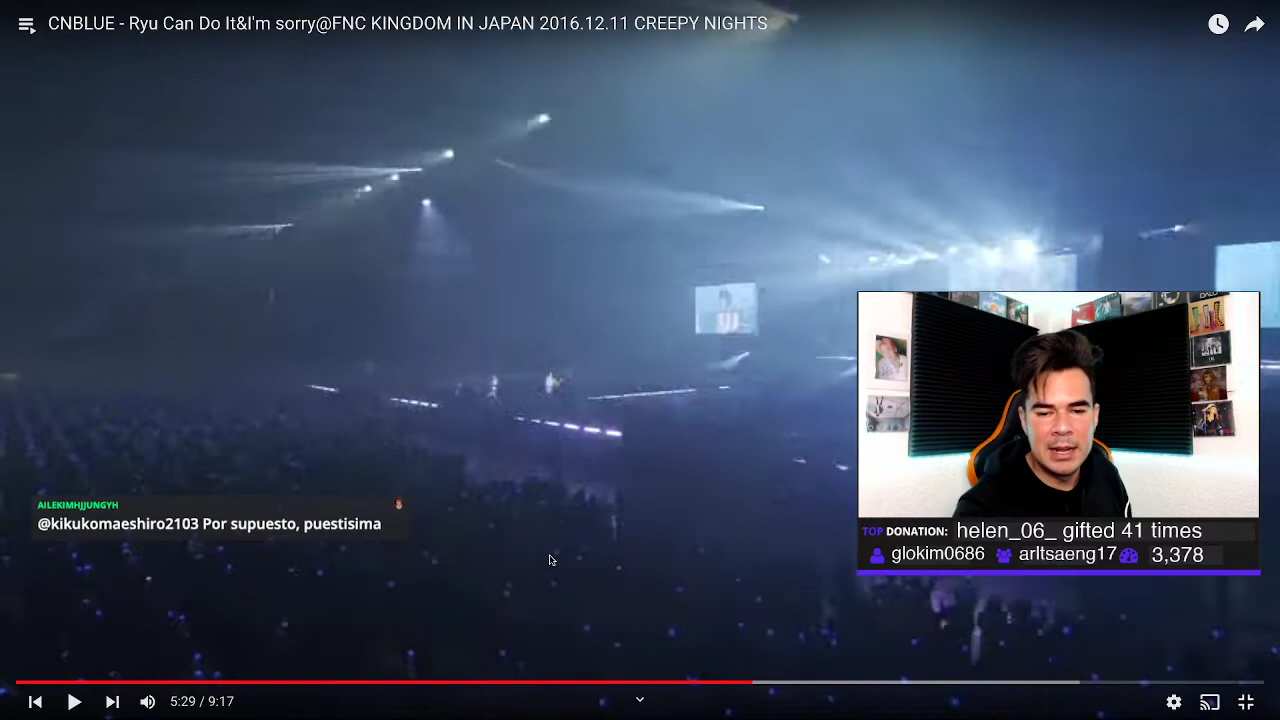 CNBLUE - Ryu Can Do It&I'm sorry@FNC KINGDOM IN JAPAN 2016.12.11 CREEPY NIGHTS
AILEKIMHJJUNGYH
@kikukomaeshiro2103 Por supuesto, puestisima
TOP DONATION: helen_06_ gifted 41 times
glokim0686 arltsaeng17 3,378
5:29 / 9:17